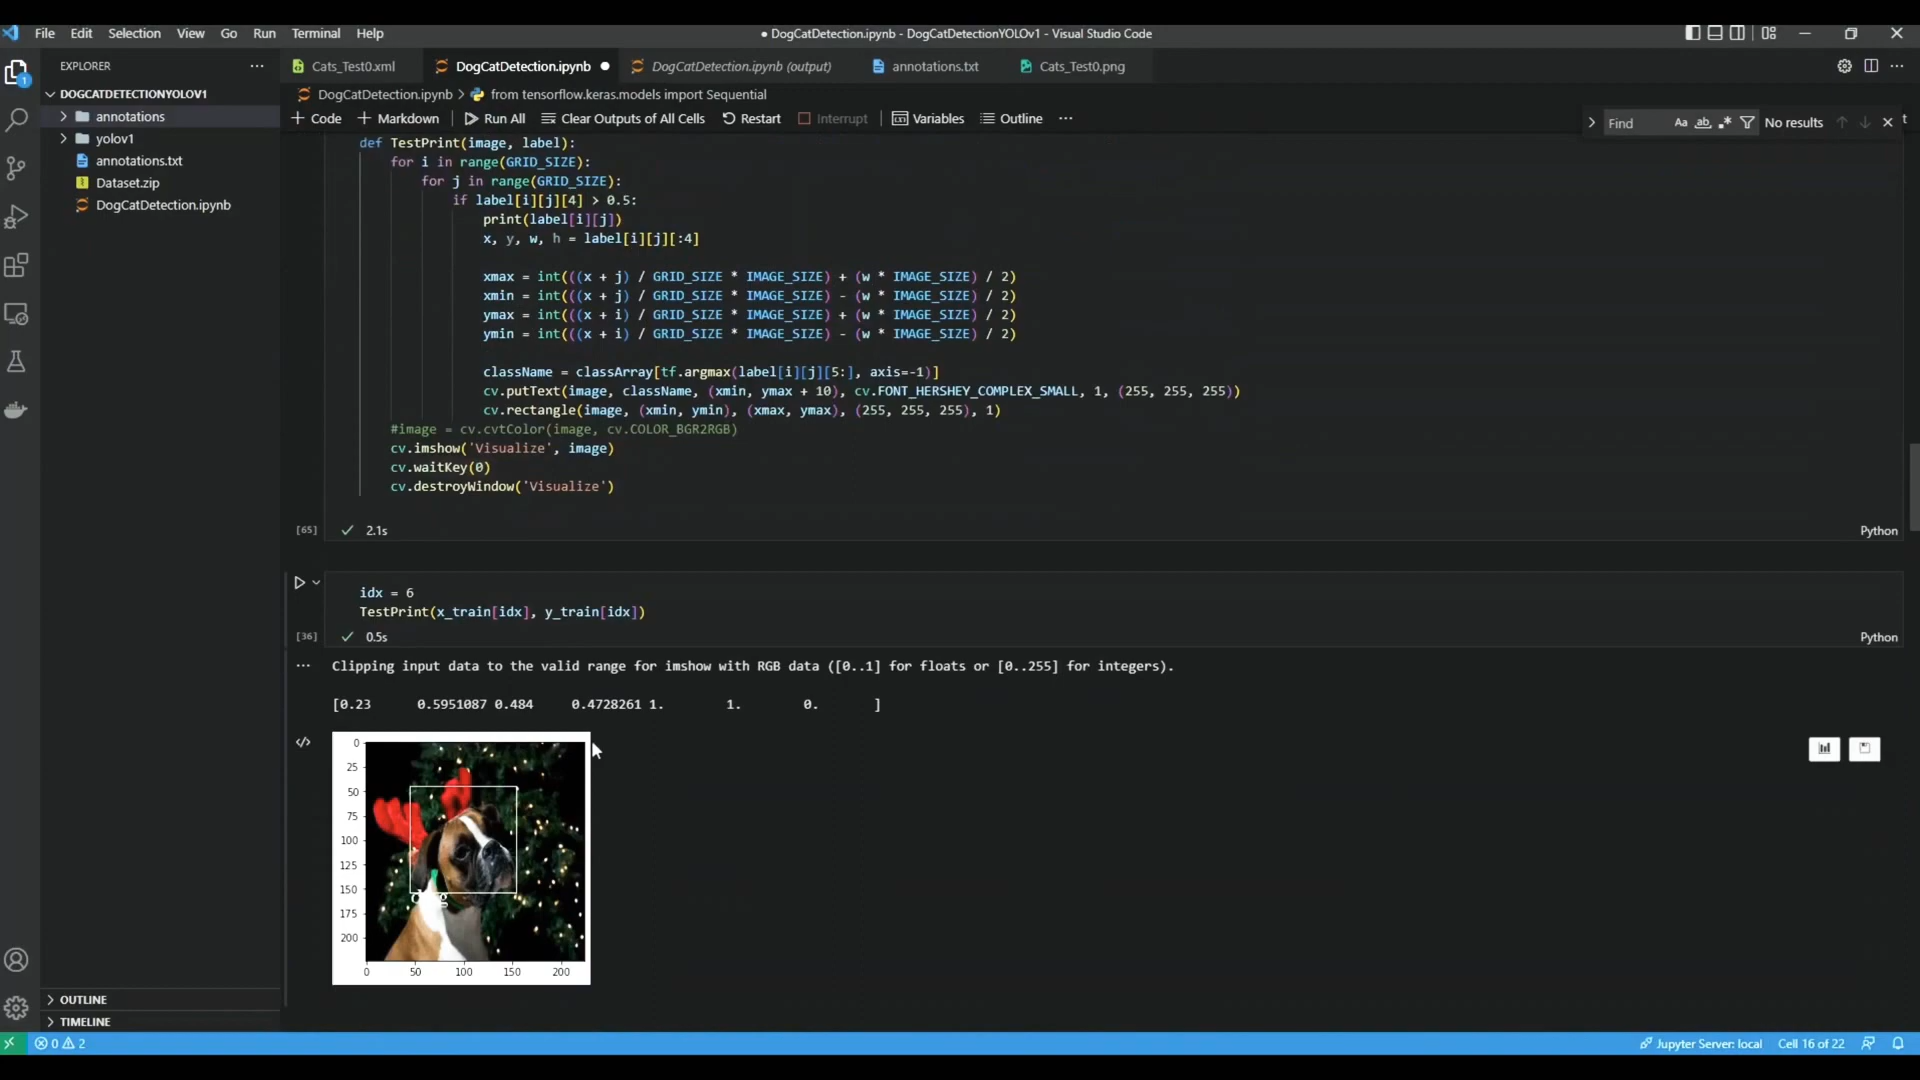 File Edit Selection View Go Run Terminal Help
● DogCatDetection.ipynb - DogCatDetectionYOLOv1 - Visual Studio Code
EXPLORER
Cats_Test0.xml
DogCatDetection.ipynb
DogCatDetection.ipynb (output)
annotations.txt
Cats_Test0.png
DOGCATDETECTIONYOLOV1
annotations
yolov1
annotations.txt
Dataset.zip
DogCatDetection.ipynb
OUTLINE
TIMELINE
DogCatDetection.ipynb > from tensorflow.keras.models import Sequential
+ Code + Markdown Run All Clear Outputs of All Cells Restart Interrupt Variables Outline ...
Find Aa ab .* No results
def TestPrint(image, label):
for i in range(GRID_SIZE):
for j in range(GRID_SIZE):
if label[i][j][4] > 0.5:
print(label[i][j])
x, y, w, h = label[i][j][:4]
xmax = int(((x + j) / GRID_SIZE * IMAGE_SIZE) + (w * IMAGE_SIZE) / 2)
xmin = int(((x + j) / GRID_SIZE * IMAGE_SIZE) - (w * IMAGE_SIZE) / 2)
ymax = int(((x + i) / GRID_SIZE * IMAGE_SIZE) + (w * IMAGE_SIZE) / 2)
ymin = int(((x + i) / GRID_SIZE * IMAGE_SIZE) - (w * IMAGE_SIZE) / 2)
className = classArray[tf.argmax(label[i][j][5:], axis=-1)]
cv.putText(image, className, (xmin, ymax + 10), cv.FONT_HERSHEY_COMPLEX_SMALL, 1, (255, 255, 255))
cv.rectangle(image, (xmin, ymin), (xmax, ymax), (255, 255, 255), 1)
#image = cv.cvtColor(image, cv.COLOR_BGR2RGB)
cv.imshow('Visualize', image)
cv.waitKey(0)
cv.destroyWindow('Visualize')
[65] ✓ 2.1s
Python
idx = 6
TestPrint(x_train[idx], y_train[idx])
[36] ✓ 0.5s
Python
... Clipping input data to the valid range for imshow with RGB data ([0..1] for floats or [0..255] for integers).
[0.23 0.5951087 0.484 0.4728261 1. 1. 0. ]
0
25
50
75
100
125
150
175
200
dog
0 50 100 150 200
0 2
Jupyter Server: local Cell 16 of 22